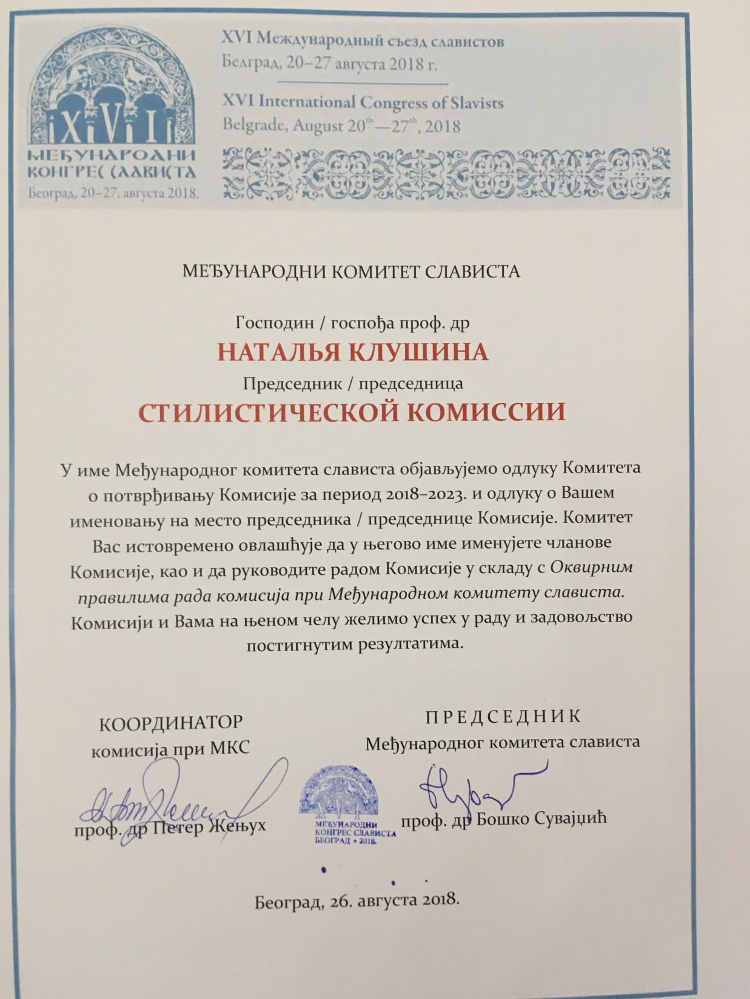 XVI
МЕЂУНАРОДНИ
КОНГРЕС СЛАВИСТА
Београд, 20–27. августа 2018.
XVI Международный съезд славистов
Белград, 20–27 августа 2018 г.
XVI International Congress of Slavists
Belgrade, August 20th—27th, 2018
МЕЂУНАРОДНИ КОМИТЕТ СЛАВИСТА
Господин / госпођа проф. др
НАТАЛЬЯ КЛУШИНА
Председник / председница
СТИЛИСТИЧЕСКОЙ КОМИССИИ
У име Међународног комитета слависта објављујемо одлуку Комитета
о потврђивању Комисије за период 2018–2023. и одлуку о Вашем
именовању на место председника / председнице Комисије. Комитет
Вас истовремено овлашћује да у његово име именујете чланове
Комисије, као и да руководите радом Комисије у складу с Оквирним
правилима рада комисија при Међународном комитету слависта.
Комисији и Вама на њеном челу желимо успех у раду и задовољство
постигнутим резултатима.
КООРДИНАТОР
комисија при МКС
проф. др Петер Жењух
XVI
МЕЂУНАРОДНИ
КОНГРЕС СЛАВИСТА
БЕОГРАД • 2018.
ПРЕДСЕДНИК
Међународног комитета слависта
проф. др Бошко Сувајџић
Београд, 26. августа 2018.